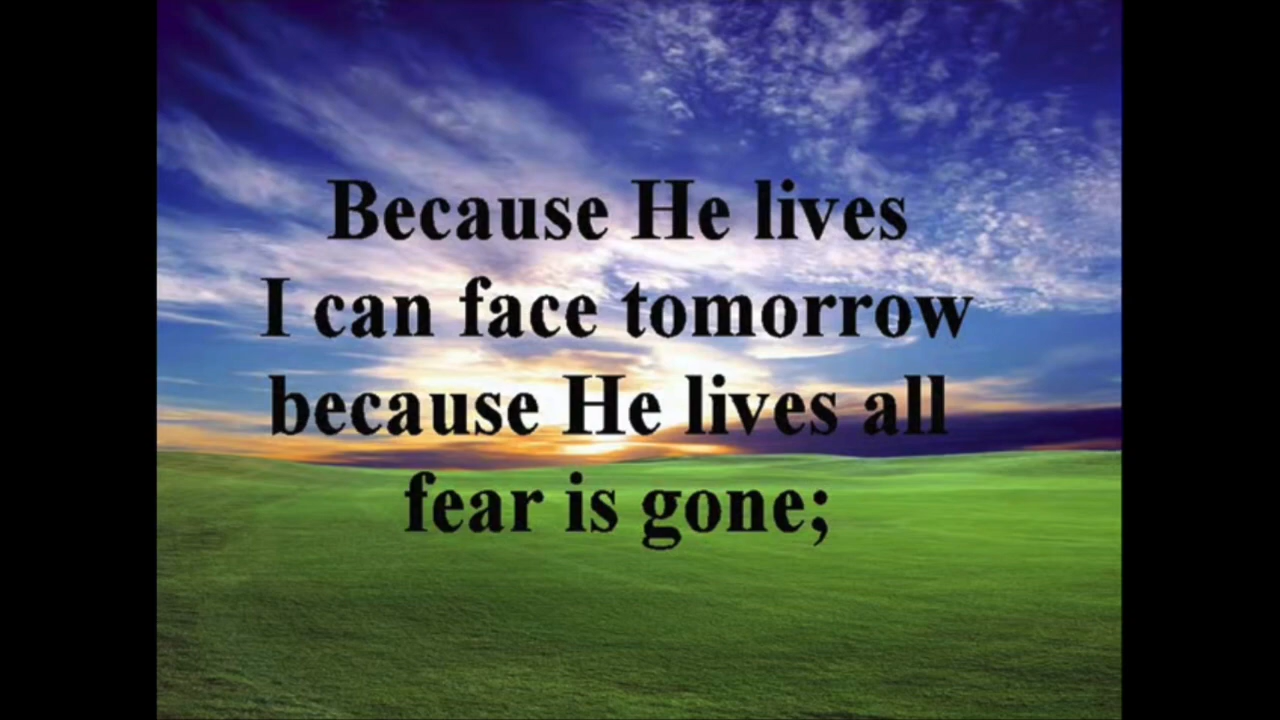 Because He lives
I can face tomorrow
because He lives all
fear is gone;